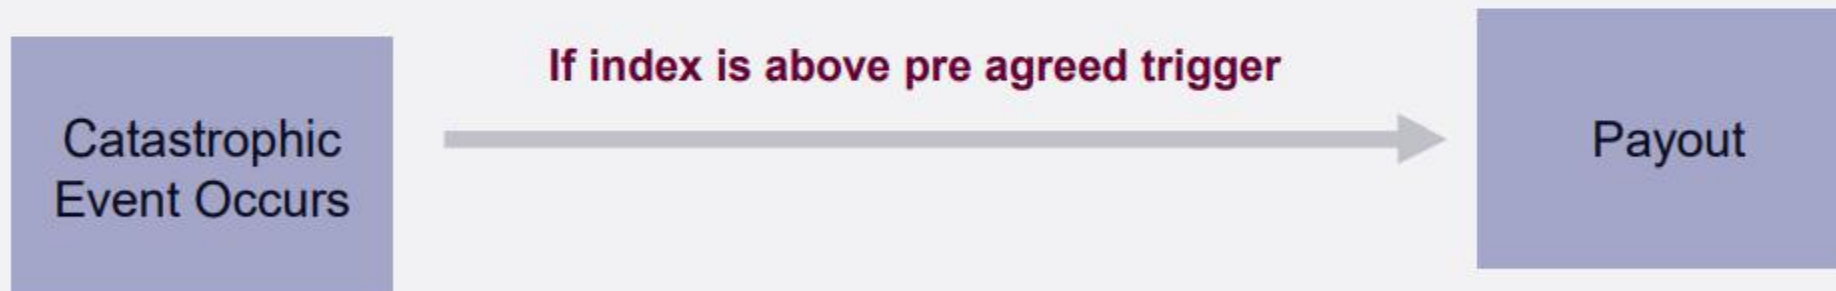 If index is above pre agreed trigger
Catastrophic
Event Occurs
Payout